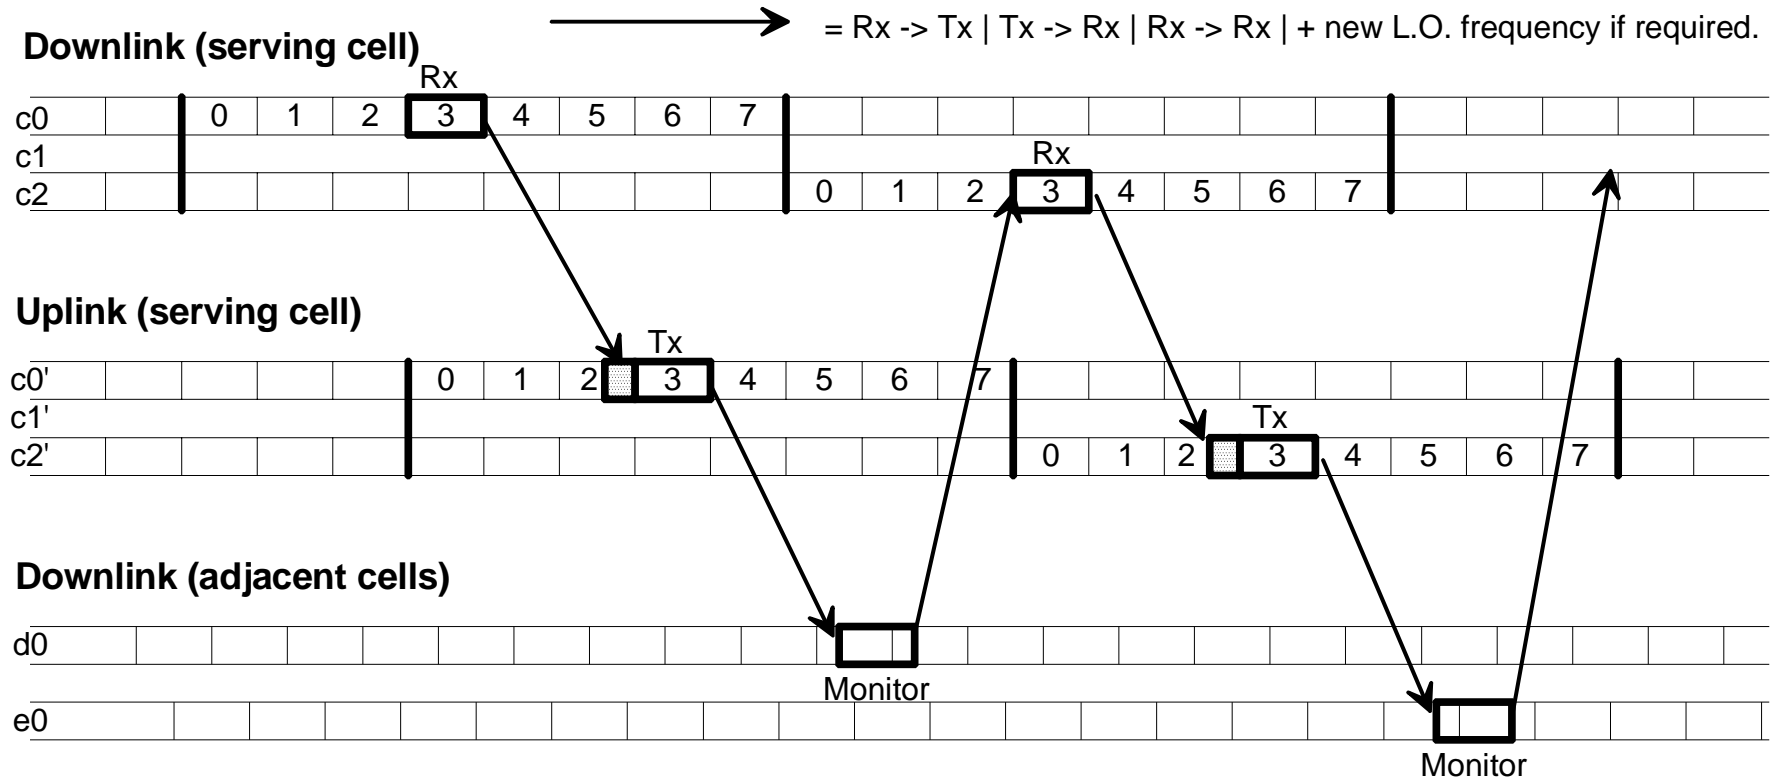 = Rx -> Tx | Tx -> Rx | Rx -> Rx | + new L.O. frequency if required.
Downlink (serving cell)
Rx
c0 0 1 2 3 4 5 6 7
c1 Rx
c2 0 1 2 3 4 5 6 7
Uplink (serving cell)
Tx
c0' 0 1 2 3 4 5 6 7
c1' Tx
c2' 0 1 2 3 4 5 6 7
Downlink (adjacent cells)
d0
Monitor
e0
Monitor